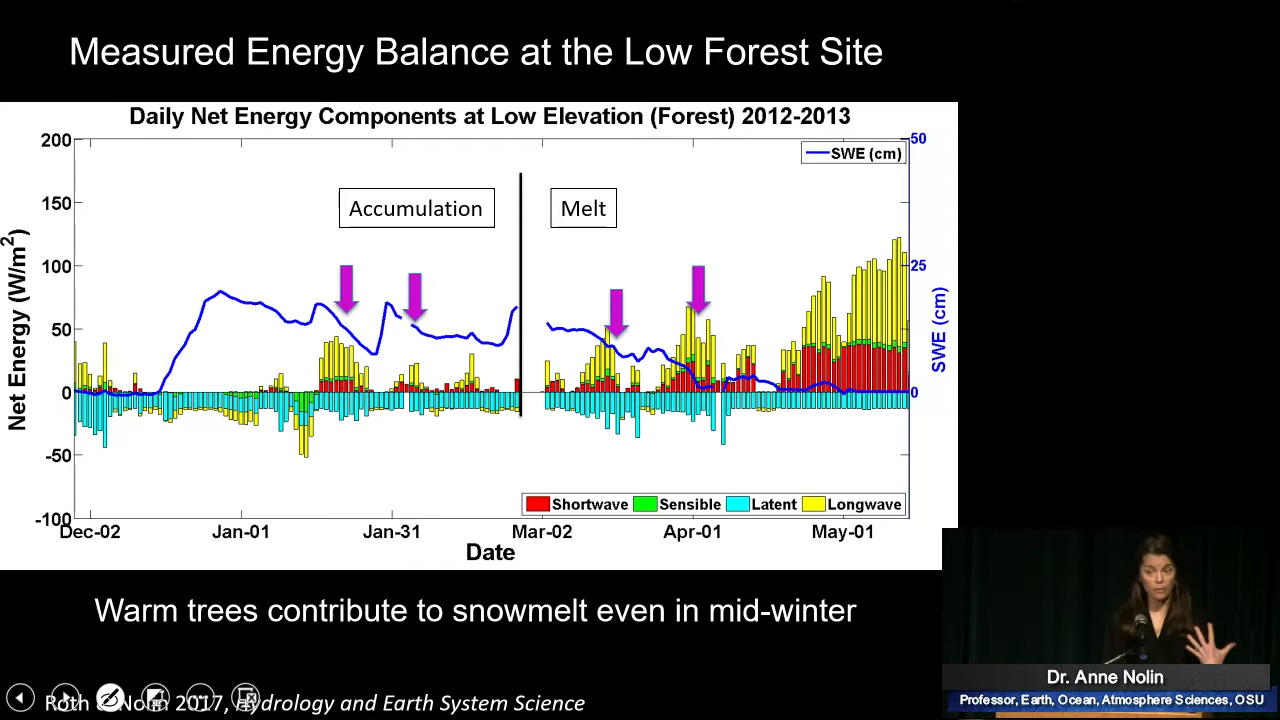 Measured Energy Balance at the Low Forest Site
Daily Net Energy Components at Low Elevation (Forest) 2012-2013
200
150
100
50
0
-50
-100
Net Energy (W/m²)
50
25
0
SWE (cm)
SWE (cm)
Accumulation
Melt
Shortwave Sensible Latent Longwave
Dec-02 Jan-01 Jan-31 Mar-02 Apr-01 May-01
Date
Warm trees contribute to snowmelt even in mid-winter
Roth Nolin 2017, Hydrology and Earth System Science
Dr. Anne Nolin
Professor, Earth, Ocean, Atmosphere Sciences, OSU